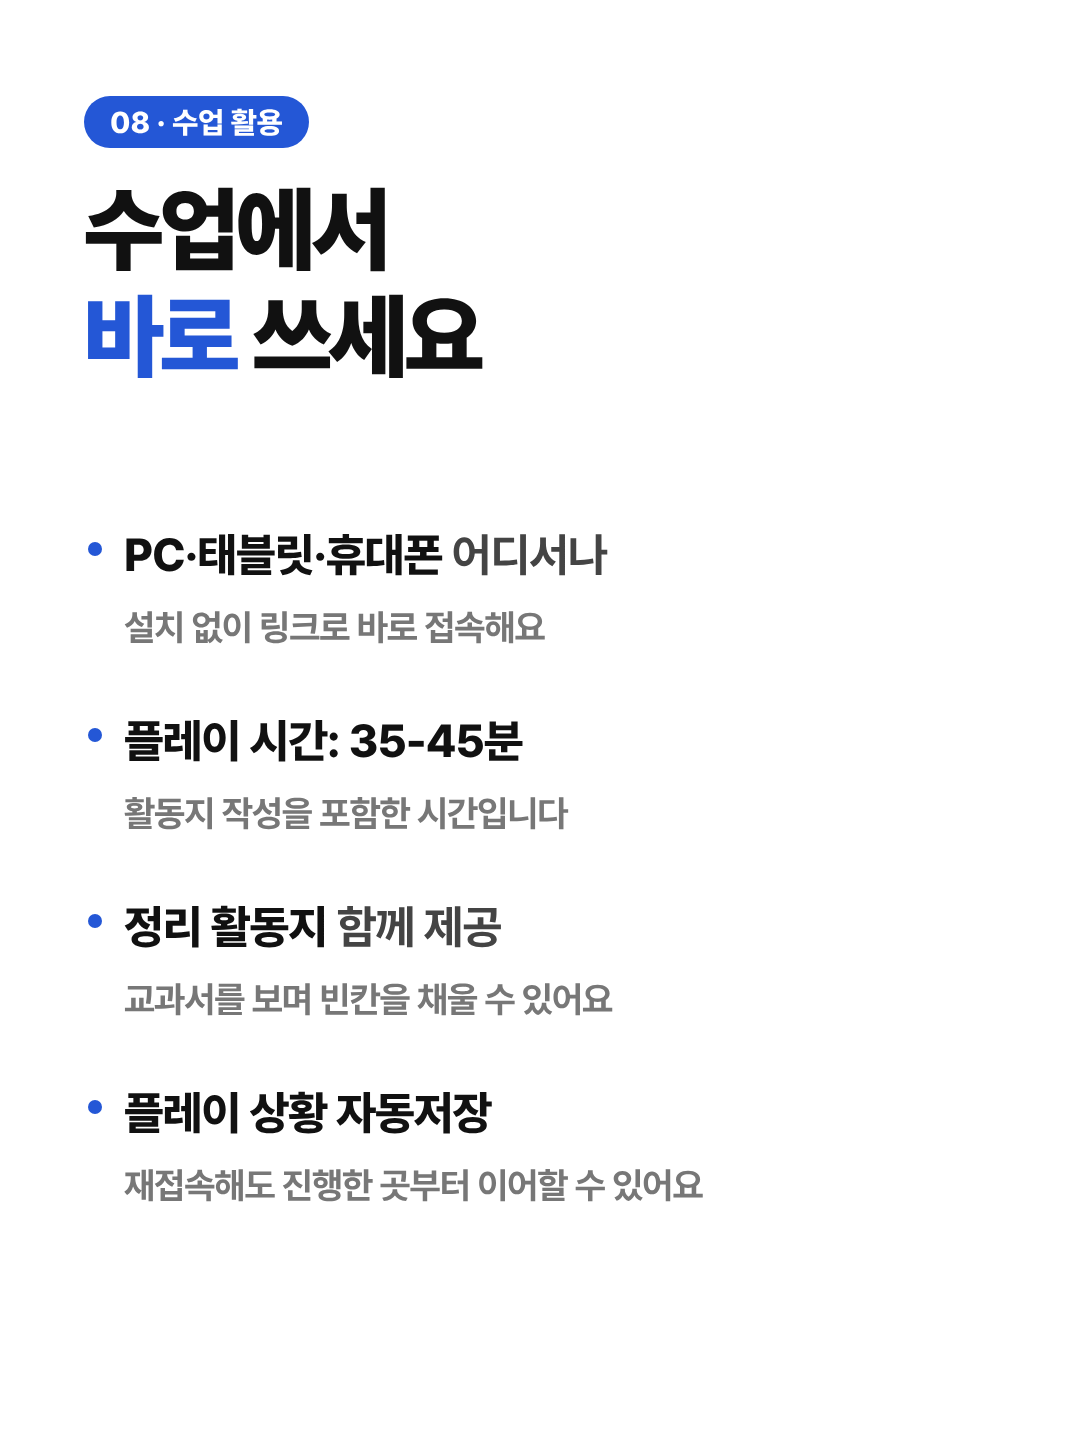 08 · 수업 활용
수업에서
바로 쓰세요
• PC·태블릿·휴대폰 어디서나
설치 없이 링크로 바로 접속해요
• 플레이 시간: 35-45분
활동지 작성을 포함한 시간입니다
• 정리 활동지 함께 제공
교과서를 보며 빈칸을 채울 수 있어요
• 플레이 상황 자동저장
재접속해도 진행한 곳부터 이어할 수 있어요